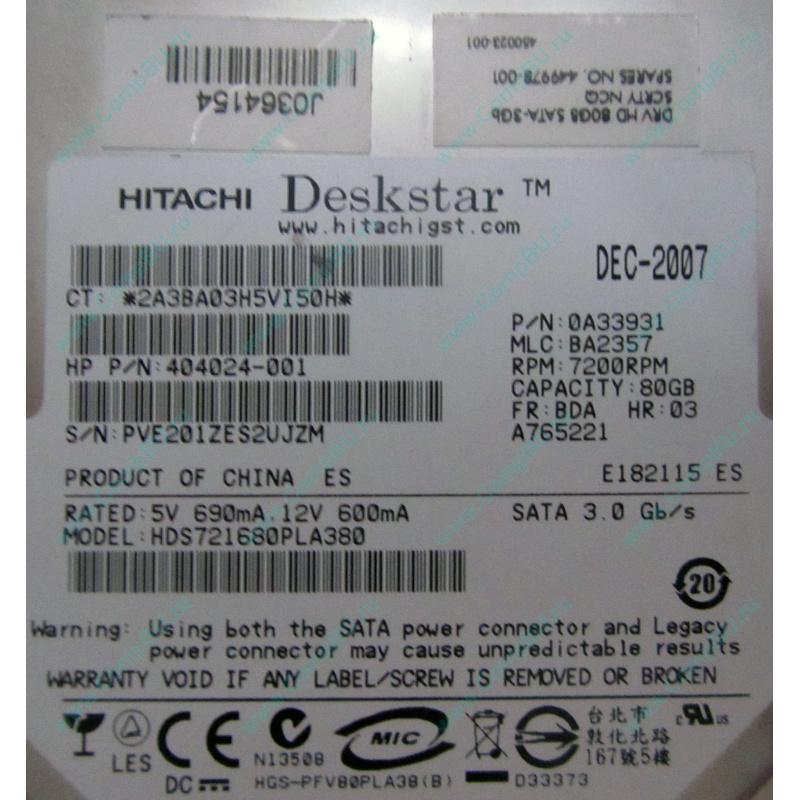 J0364154
DRV HD 80GB SATA-3Gb
SCRTY NCQ
SPARES NO. 449978-001
450023-001
HITACHI Deskstar ™
www.hitachigst.com
DEC-2007
CT: *2A3BA03H5VI50H*
HP P/N:404024-001
S/N:PVE201ZES2UJZM
P/N:0A33931
MLC:BA2357
RPM:7200RPM
CAPACITY:80GB
FR:BDA HR:03
A765221
PRODUCT OF CHINA ES
E182115 ES
RATED:5V 690mA.12V 600mA
SATA 3.0 Gb/s
MODEL:HDS721680PLA380
20
Warning: Using both the SATA power connector and Legacy
power connector may cause unpredictable results
WARRANTY VOID IF ANY LABEL/SCREW IS REMOVED OR BROKEN
LES
CE
N13508
MIC
台北市
敦化北路
167號5樓
c RU us
DC
HGS-PFV80PLA38(B)
D33373
www.CompBU.ru